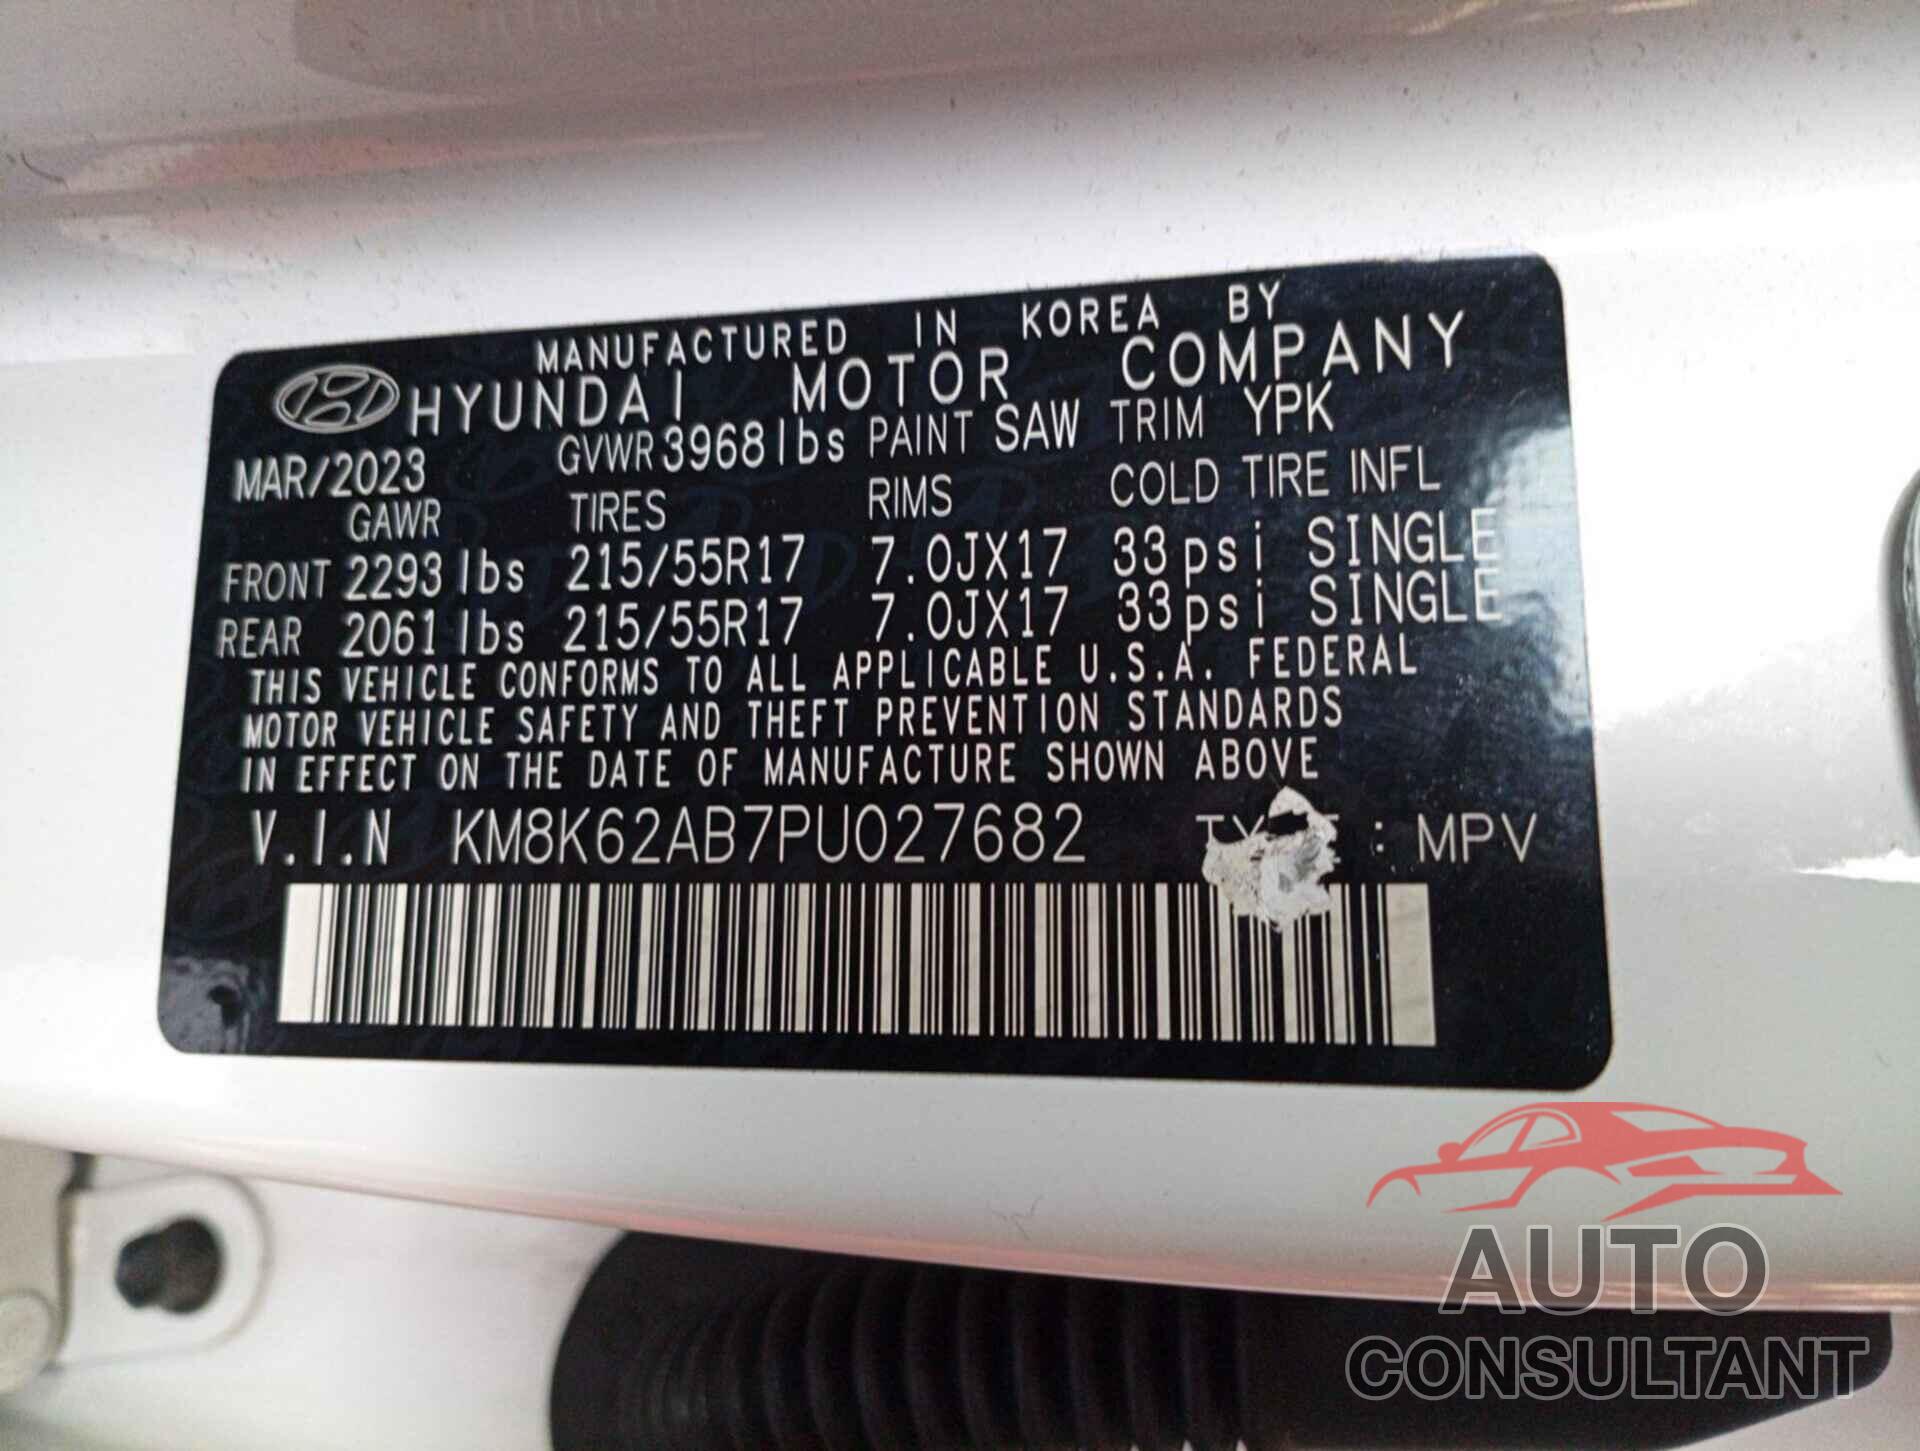 MANUFACTURED IN KOREA BY
HYUNDAI MOTOR COMPANY
MAR/2023 GVWR 3968lbs PAINT SAW TRIM YPK
GAWR TIRES RIMS COLD TIRE INFL
FRONT 2293 lbs 215/55R17 7.0JX17 33psi SINGLE
REAR 2061 lbs 215/55R17 7.0JX17 33psi SINGLE
THIS VEHICLE CONFORMS TO ALL APPLICABLE U.S.A. FEDERAL
MOTOR VEHICLE SAFETY AND THEFT PREVENTION STANDARDS
IN EFFECT ON THE DATE OF MANUFACTURE SHOWN ABOVE
V.I.N KM8K62AB7PU027682 : MPV
AUTO
CONSULTANT